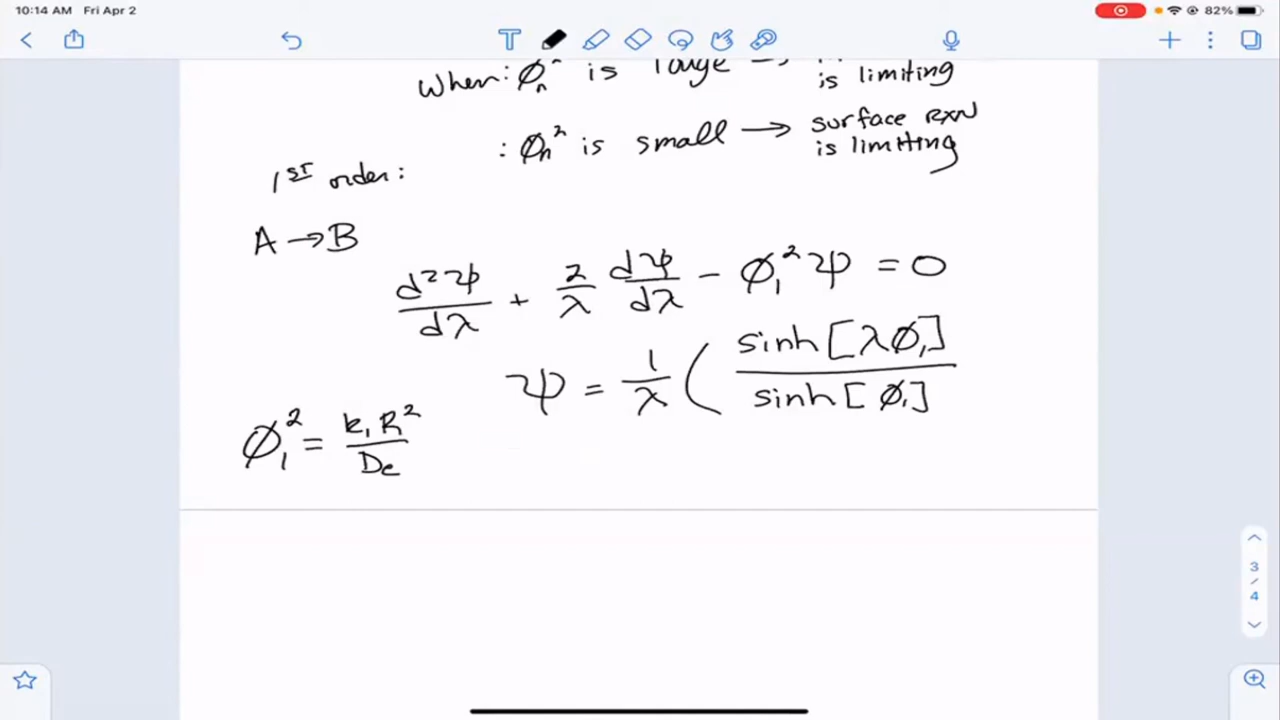 10:14 AM Fri Apr 2
82%
When: φₙ² is large →
is limiting
: φₙ² is small → surface RXN
is limiting
1ST order:
A → B
d²ψ/dλ + 2/λ dψ/dλ − φ₁²ψ = 0
ψ = 1/λ ( sinh[λφ₁] / sinh[φ₁]
φ₁² = k₁R²/De
3
/
4